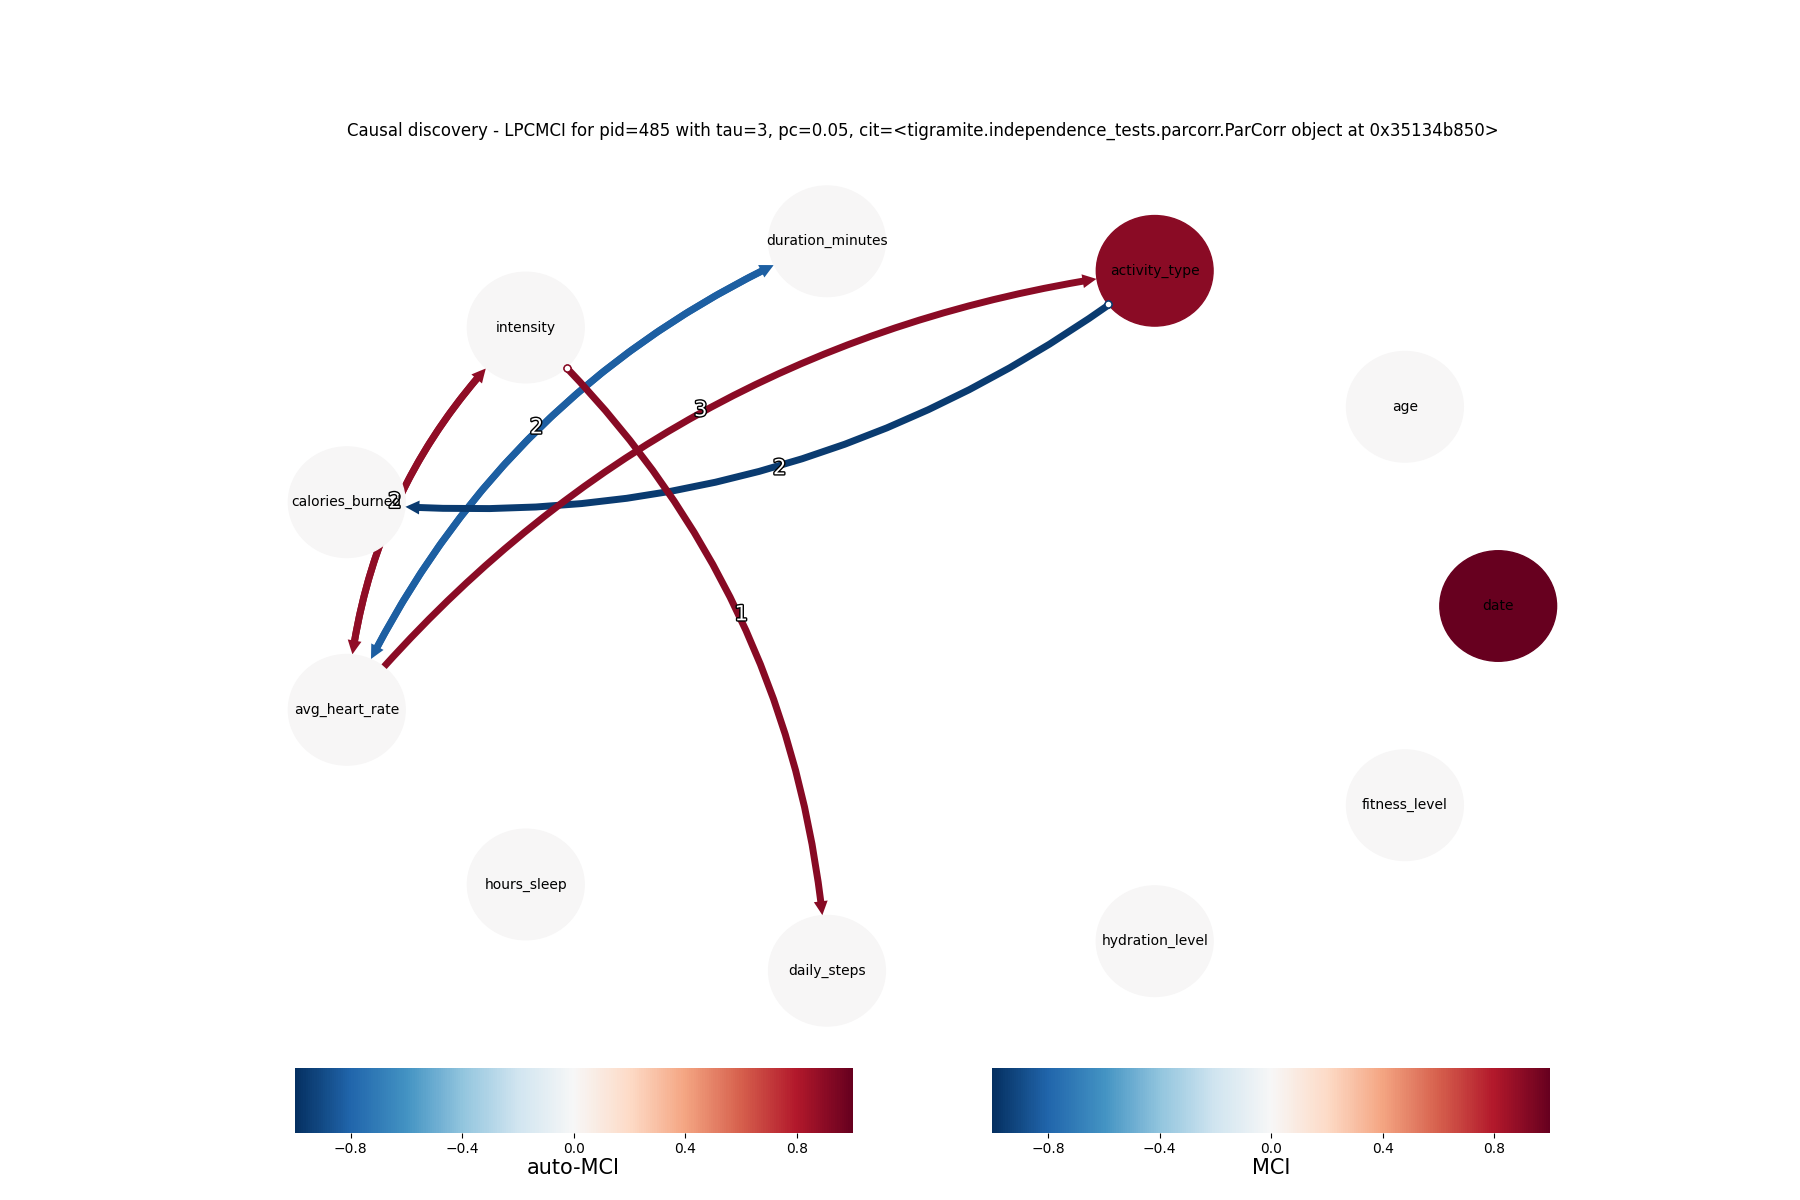 Causal discovery - LPCMCI for pid=485 with tau=3, pc=0.05, cit=<tigramite.independence_tests.parcorr.ParCorr object at 0x35134b850>
duration_minutes
activity_type
intensity
age
3
2
2
calories_burned
2
date
1
avg_heart_rate
fitness_level
hours_sleep
hydration_level
daily_steps
−0.8 −0.4 0.0 0.4 0.8
auto-MCI
−0.8 −0.4 0.0 0.4 0.8
MCI